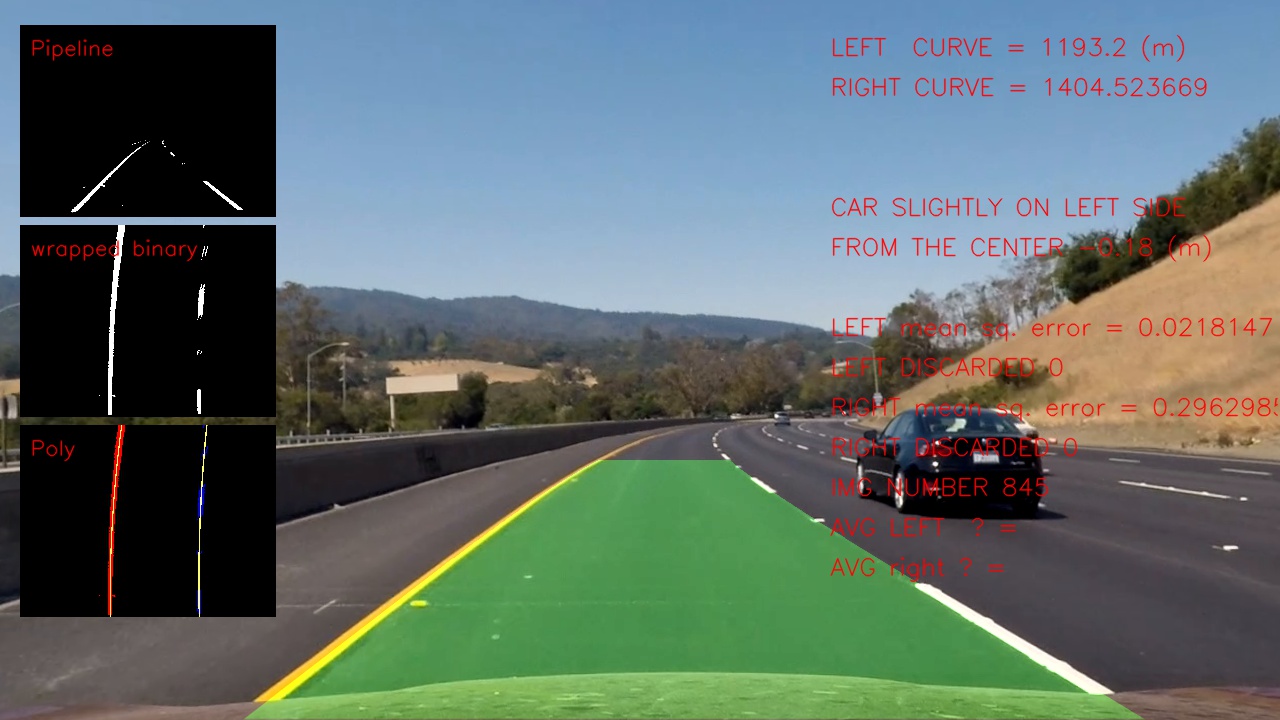 Pipeline
wrapped binary
Poly
LEFT  CURVE = 1193.2 (m)
RIGHT CURVE = 1404.523669
CAR SLIGHTLY ON LEFT SIDE
FROM THE CENTER -0.18 (m)
LEFT mean sq. error = 0.0218147
LEFT DISCARDED 0
RIGHT mean sq. error = 0.2962985
RIGHT DISCARDED 0
IMG NUMBER 845
AVG LEFT  ? =
AVG right ? =